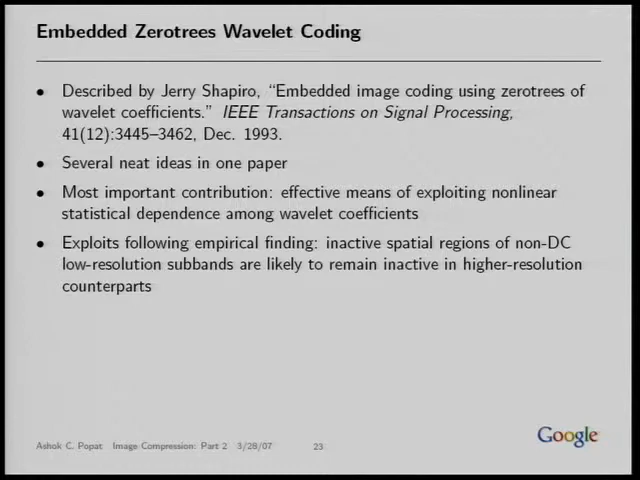 Embedded Zerotrees Wavelet Coding
• Described by Jerry Shapiro, “Embedded image coding using zerotrees of
wavelet coefficients.” IEEE Transactions on Signal Processing,
41(12):3445–3462, Dec. 1993.
• Several neat ideas in one paper
• Most important contribution: effective means of exploiting nonlinear
statistical dependence among wavelet coefficients
• Exploits following empirical finding: inactive spatial regions of non-DC
low-resolution subbands are likely to remain inactive in higher-resolution
counterparts
Ashok C. Popat Image Compression: Part 2 3/28/07 23
Google